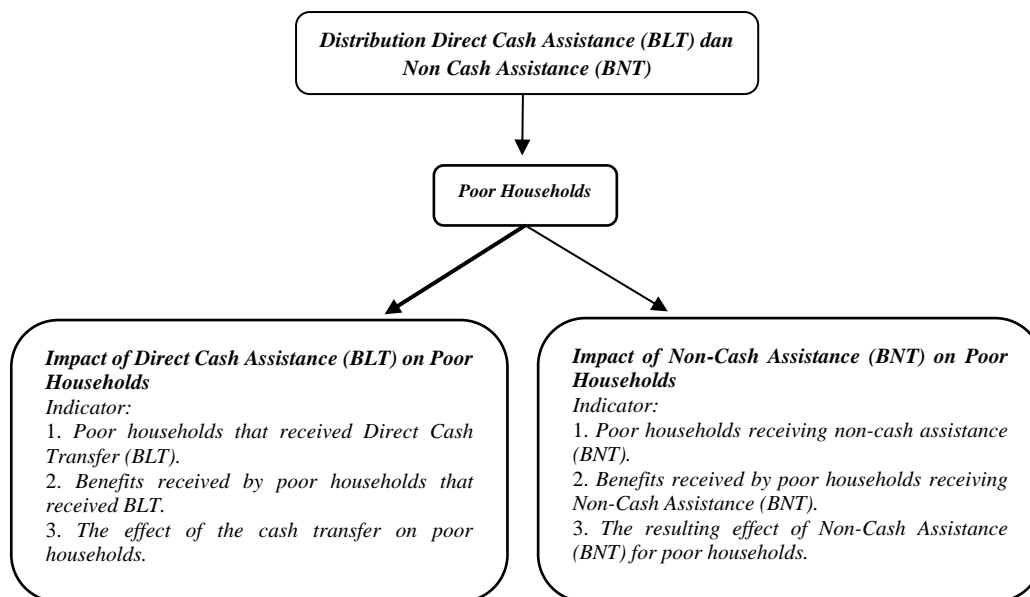 Distribution Direct Cash Assistance (BLT) dan
Non Cash Assistance (BNT)
Poor Households
Impact of Direct Cash Assistance (BLT) on Poor
Households
Indicator:
1. Poor households that received Direct Cash
Transfer (BLT).
2. Benefits received by poor households that
received BLT.
3. The effect of the cash transfer on poor
households.
Impact of Non-Cash Assistance (BNT) on Poor
Households
Indicator:
1. Poor households receiving non-cash assistance
(BNT).
2. Benefits received by poor households receiving
Non-Cash Assistance (BNT).
3. The resulting effect of Non-Cash Assistance
(BNT) for poor households.